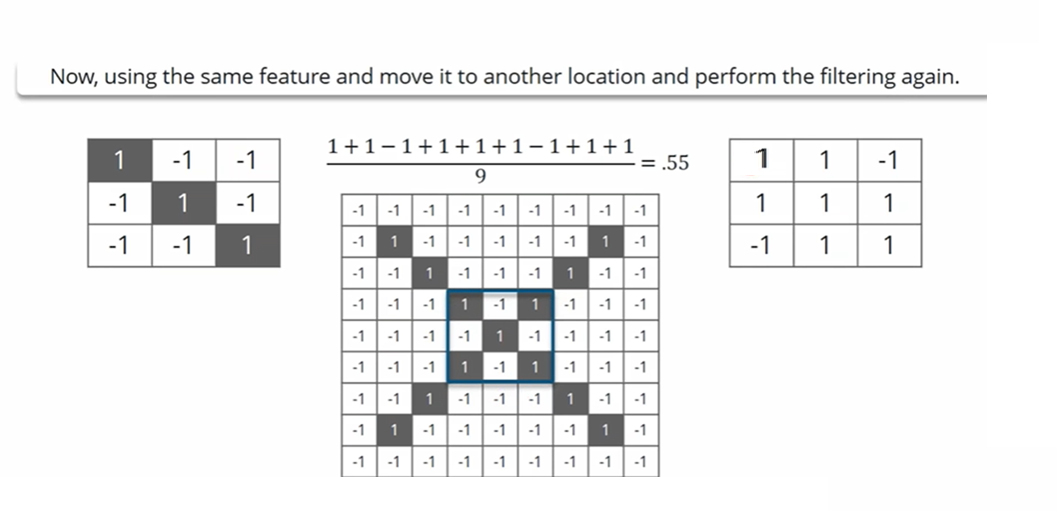 Now, using the same feature and move it to another location and perform the filtering again.
1 -1 -1
-1 1 -1
-1 -1 1
1 + 1 − 1 + 1 + 1 + 1 − 1 + 1 + 1
9
= .55
-1 -1 -1 -1 -1 -1 -1 -1 -1
-1 1 -1 -1 -1 -1 -1 1 -1
-1 -1 1 -1 -1 -1 1 -1 -1
-1 -1 -1 1 -1 1 -1 -1 -1
-1 -1 -1 -1 1 -1 -1 -1 -1
-1 -1 -1 1 -1 1 -1 -1 -1
-1 -1 1 -1 -1 -1 1 -1 -1
-1 1 -1 -1 -1 -1 -1 1 -1
-1 -1 -1 -1 -1 -1 -1 -1 -1
1 1 -1
1 1 1
-1 1 1